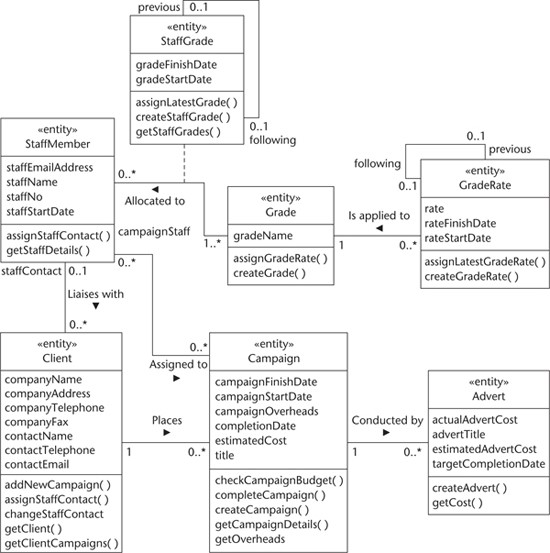 previous
0..1
«entity»
StaffGrade
gradeFinishDate
gradeStartDate
assignLatestGrade( )
createStaffGrade( )
getStaffGrades( )
0..1
following
«entity»
StaffMember
staffEmailAddress
staffName
staffNo
staffStartDate
assignStaffContact( )
getStaffDetails( )
0..*
Allocated to
1..*
«entity»
Grade
gradeName
assignGradeRate( )
createGrade( )
Is applied to
1
0..*
0..1
previous
following
0..1
«entity»
GradeRate
rate
rateFinishDate
rateStartDate
assignLatestGradeRate( )
createGradeRate( )
campaignStaff
0..*
staffContact
0..1
Liaises with
0..*
Assigned to
0..*
«entity»
Client
companyName
companyAddress
companyTelephone
companyFax
contactName
contactTelephone
contactEmail
addNewCampaign( )
assignStaffContact( )
changeStaffContact
getClient( )
getClientCampaigns( )
Places
1
0..*
«entity»
Campaign
campaignFinishDate
campaignStartDate
campaignOverheads
completionDate
estimatedCost
title
checkCampaignBudget( )
completeCampaign( )
createCampaign( )
getCampaignDetails( )
getOverheads
Conducted by
1
0..*
«entity»
Advert
actualAdvertCost
advertTitle
estimatedAdvertCost
targetCompletionDate
createAdvert( )
getCost( )